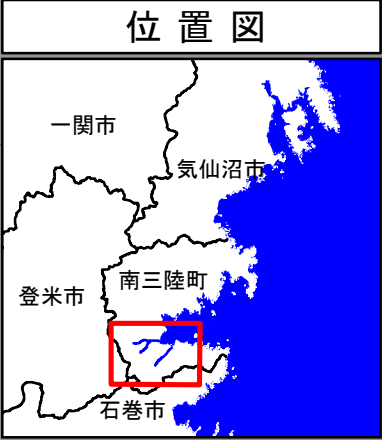 位置図
一関市
気仙沼市
南三陸町
登米市
石巻市